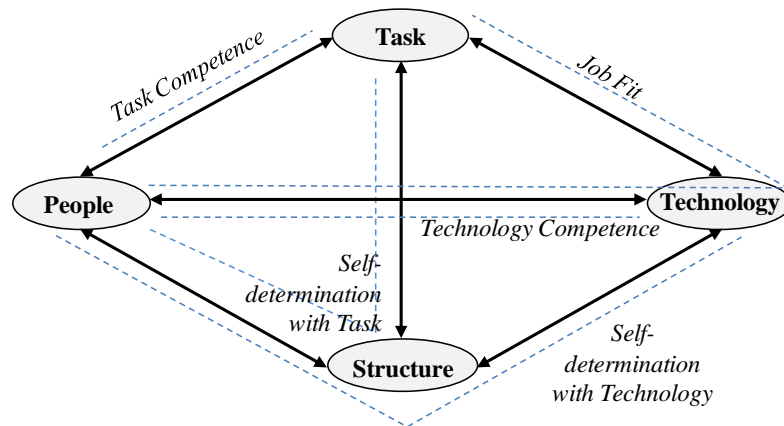 Task
Task Competence
Job Fit
People
Technology
Technology Competence
Self-
determination
with Task
Structure
Self-
determination
with Technology